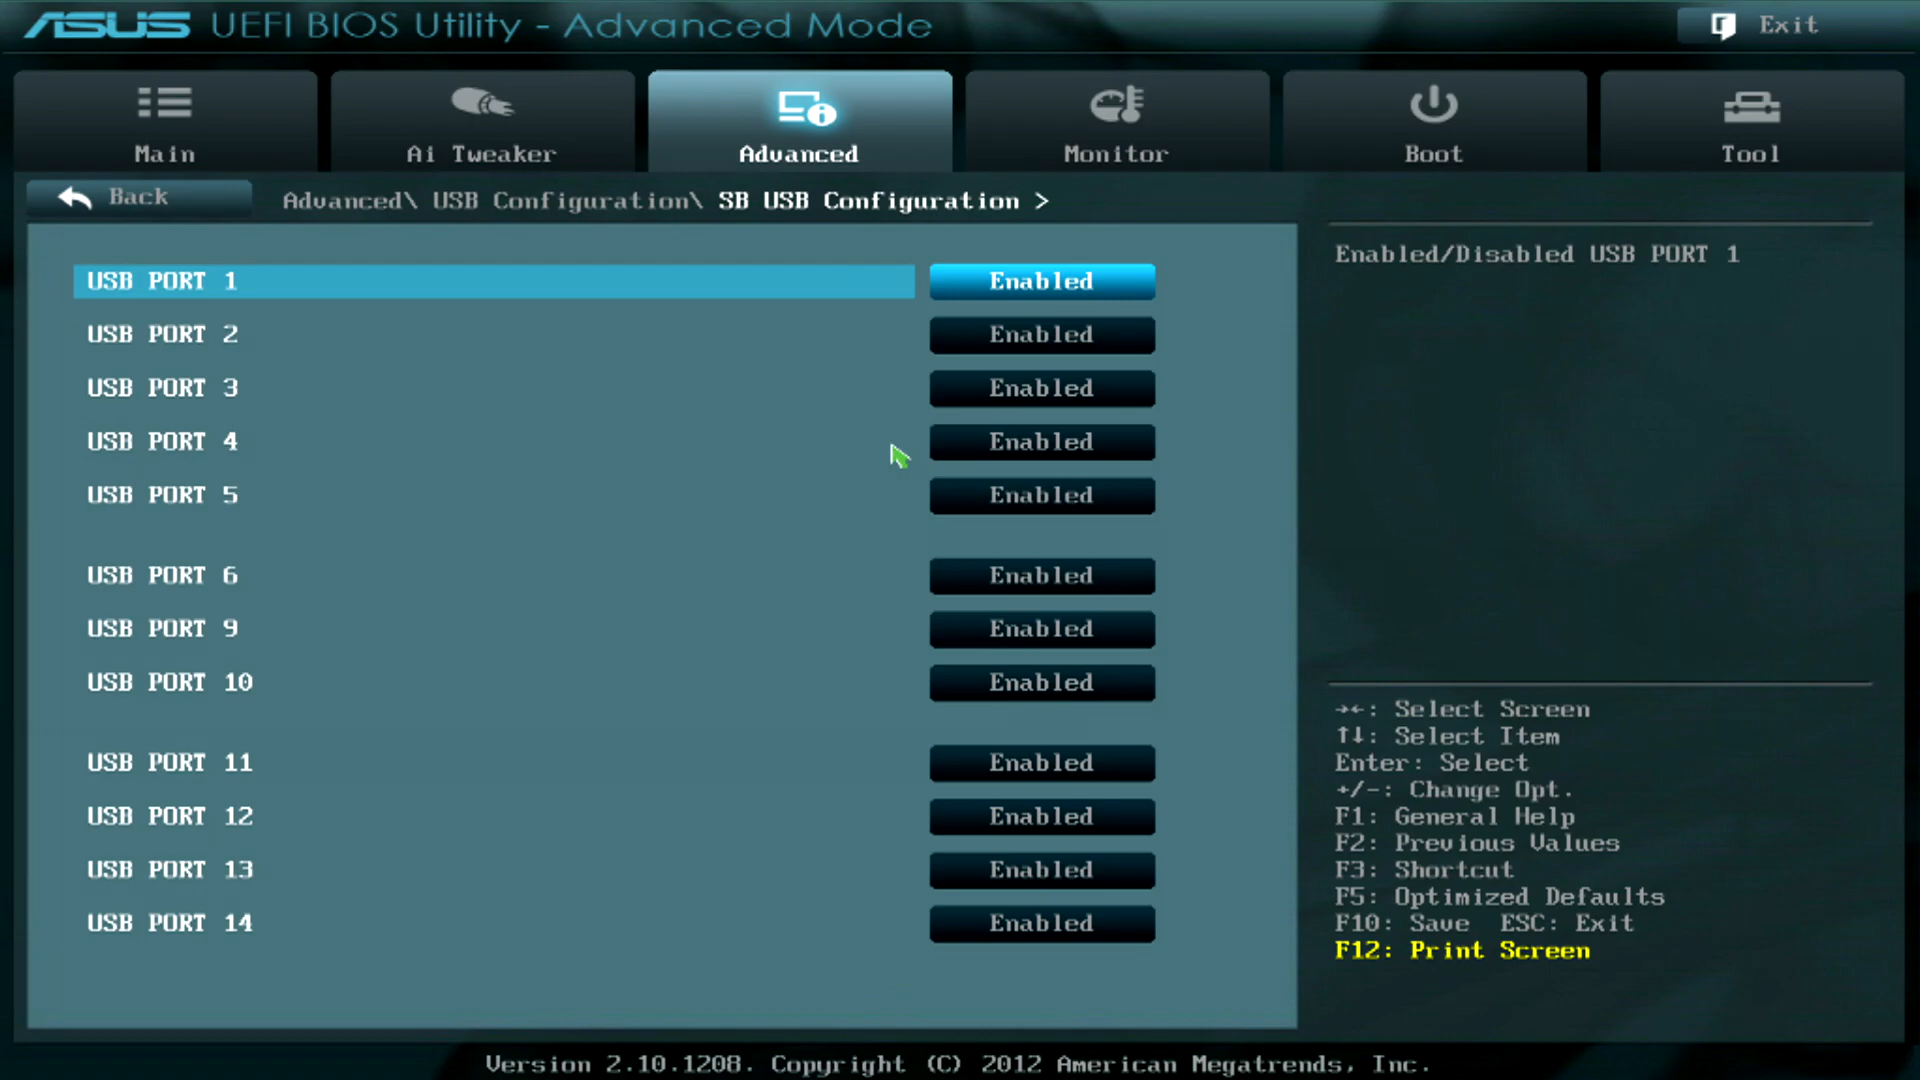 ASUS UEFI BIOS Utility - Advanced Mode
Exit
Main
Ai Tweaker
Advanced
Monitor
Boot
Tool
Back
Advanced\ USB Configuration\ SB USB Configuration >
USB PORT 1 Enabled
USB PORT 2 Enabled
USB PORT 3 Enabled
USB PORT 4 Enabled
USB PORT 5 Enabled
USB PORT 6 Enabled
USB PORT 9 Enabled
USB PORT 10 Enabled
USB PORT 11 Enabled
USB PORT 12 Enabled
USB PORT 13 Enabled
USB PORT 14 Enabled
Enabled/Disabled USB PORT 1
→←: Select Screen
↑↓: Select Item
Enter: Select
+/-: Change Opt.
F1: General Help
F2: Previous Values
F3: Shortcut
F5: Optimized Defaults
F10: Save ESC: Exit
F12: Print Screen
Version 2.10.1208. Copyright (C) 2012 American Megatrends, Inc.